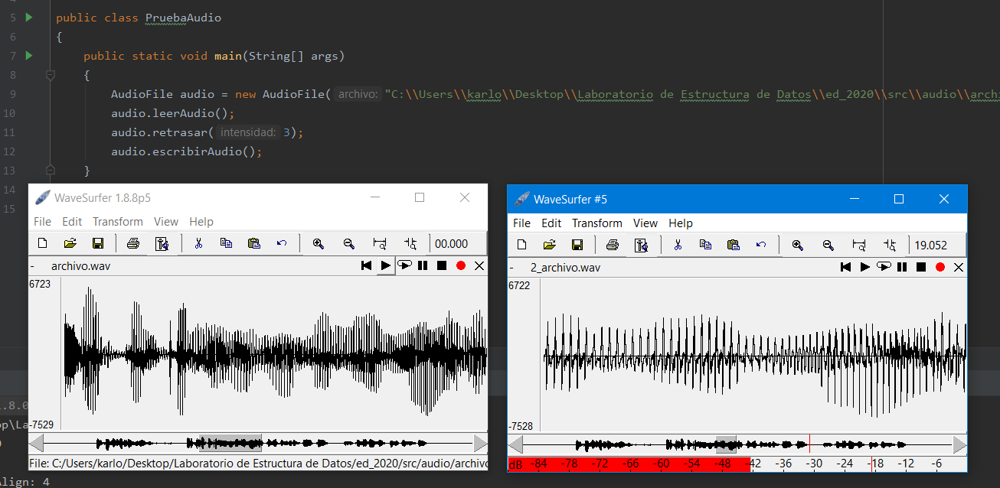 5 public class PruebaAudio
6 {
7 public static void main(String[] args)
8 {
9 AudioFile audio = new AudioFile( archivo: "C:\\Users\\karlo\\Desktop\\Laboratorio de Estructura de Datos\\ed_2020\\src\\audio\\archi
10 audio.leerAudio();
11 audio.retrasar( intensidad: 3);
12 audio.escribirAudio();
13 }
14
15
WaveSurfer 1.8.8p5
File Edit Transform View Help
00.000
- archivo.wav
6723
-7529
File: C:/Users/karlo/Desktop/Laboratorio de Estructura de Datos/ed_2020/src/audio/archivo
WaveSurfer #5
File Edit Transform View Help
19.052
- 2_archivo.wav
6722
-7528
dB -84 -78 -72 -66 -60 -54 -48 -42 -36 -30 -24 -18 -12 -6
.8.0
op\La
Align: 4